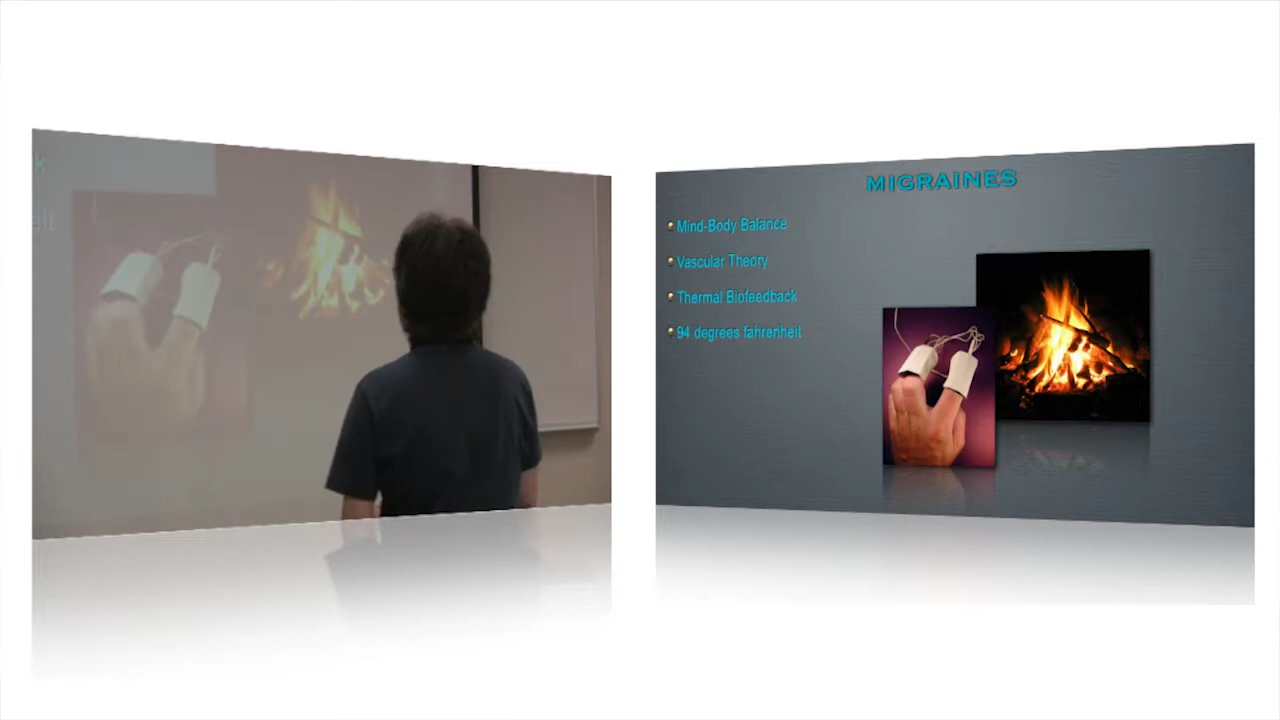 MIGRAINES
Mind-Body Balance
Vascular Theory
Thermal Biofeedback
94 degrees fahrenheit